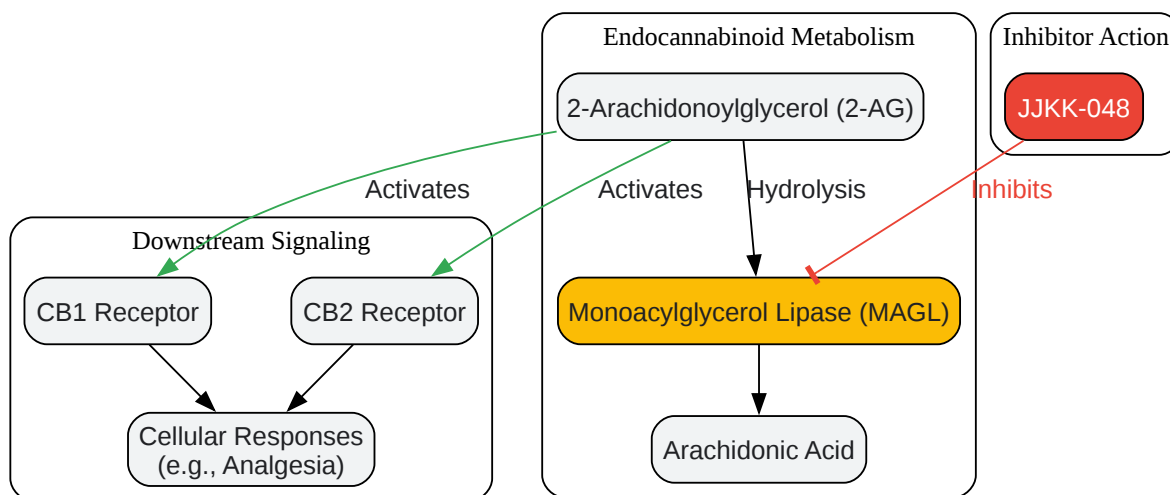 Endocannabinoid Metabolism
Inhibitor Action
2-Arachidonoylglycerol (2-AG)
JJKK-048
Activates
Activates
Hydrolysis
Inhibits
Downstream Signaling
CB1 Receptor
CB2 Receptor
Monoacylglycerol Lipase (MAGL)
Cellular Responses
(e.g., Analgesia)
Arachidonic Acid